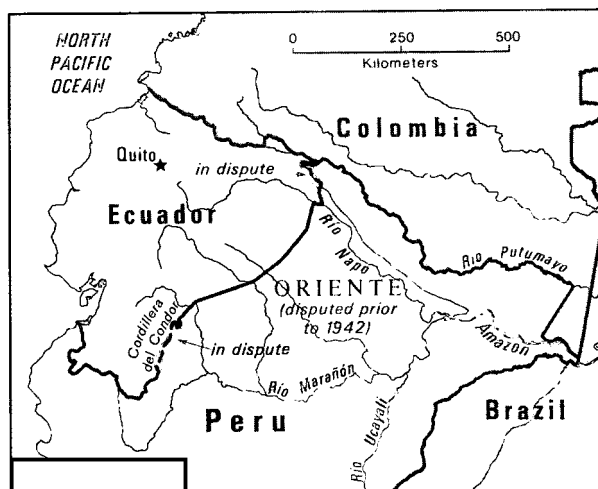 NORTH
PACIFIC
OCEAN
0 250 500
Kilometers
Colombia
Quito
in dispute
Ecuador
Río Putumayo
Río Napo
ORIENTE
(disputed prior
to 1942)
Cordillera
del Condor
in dispute
Amazon
Río Marañón
Peru
Río Ucayali
Brazil